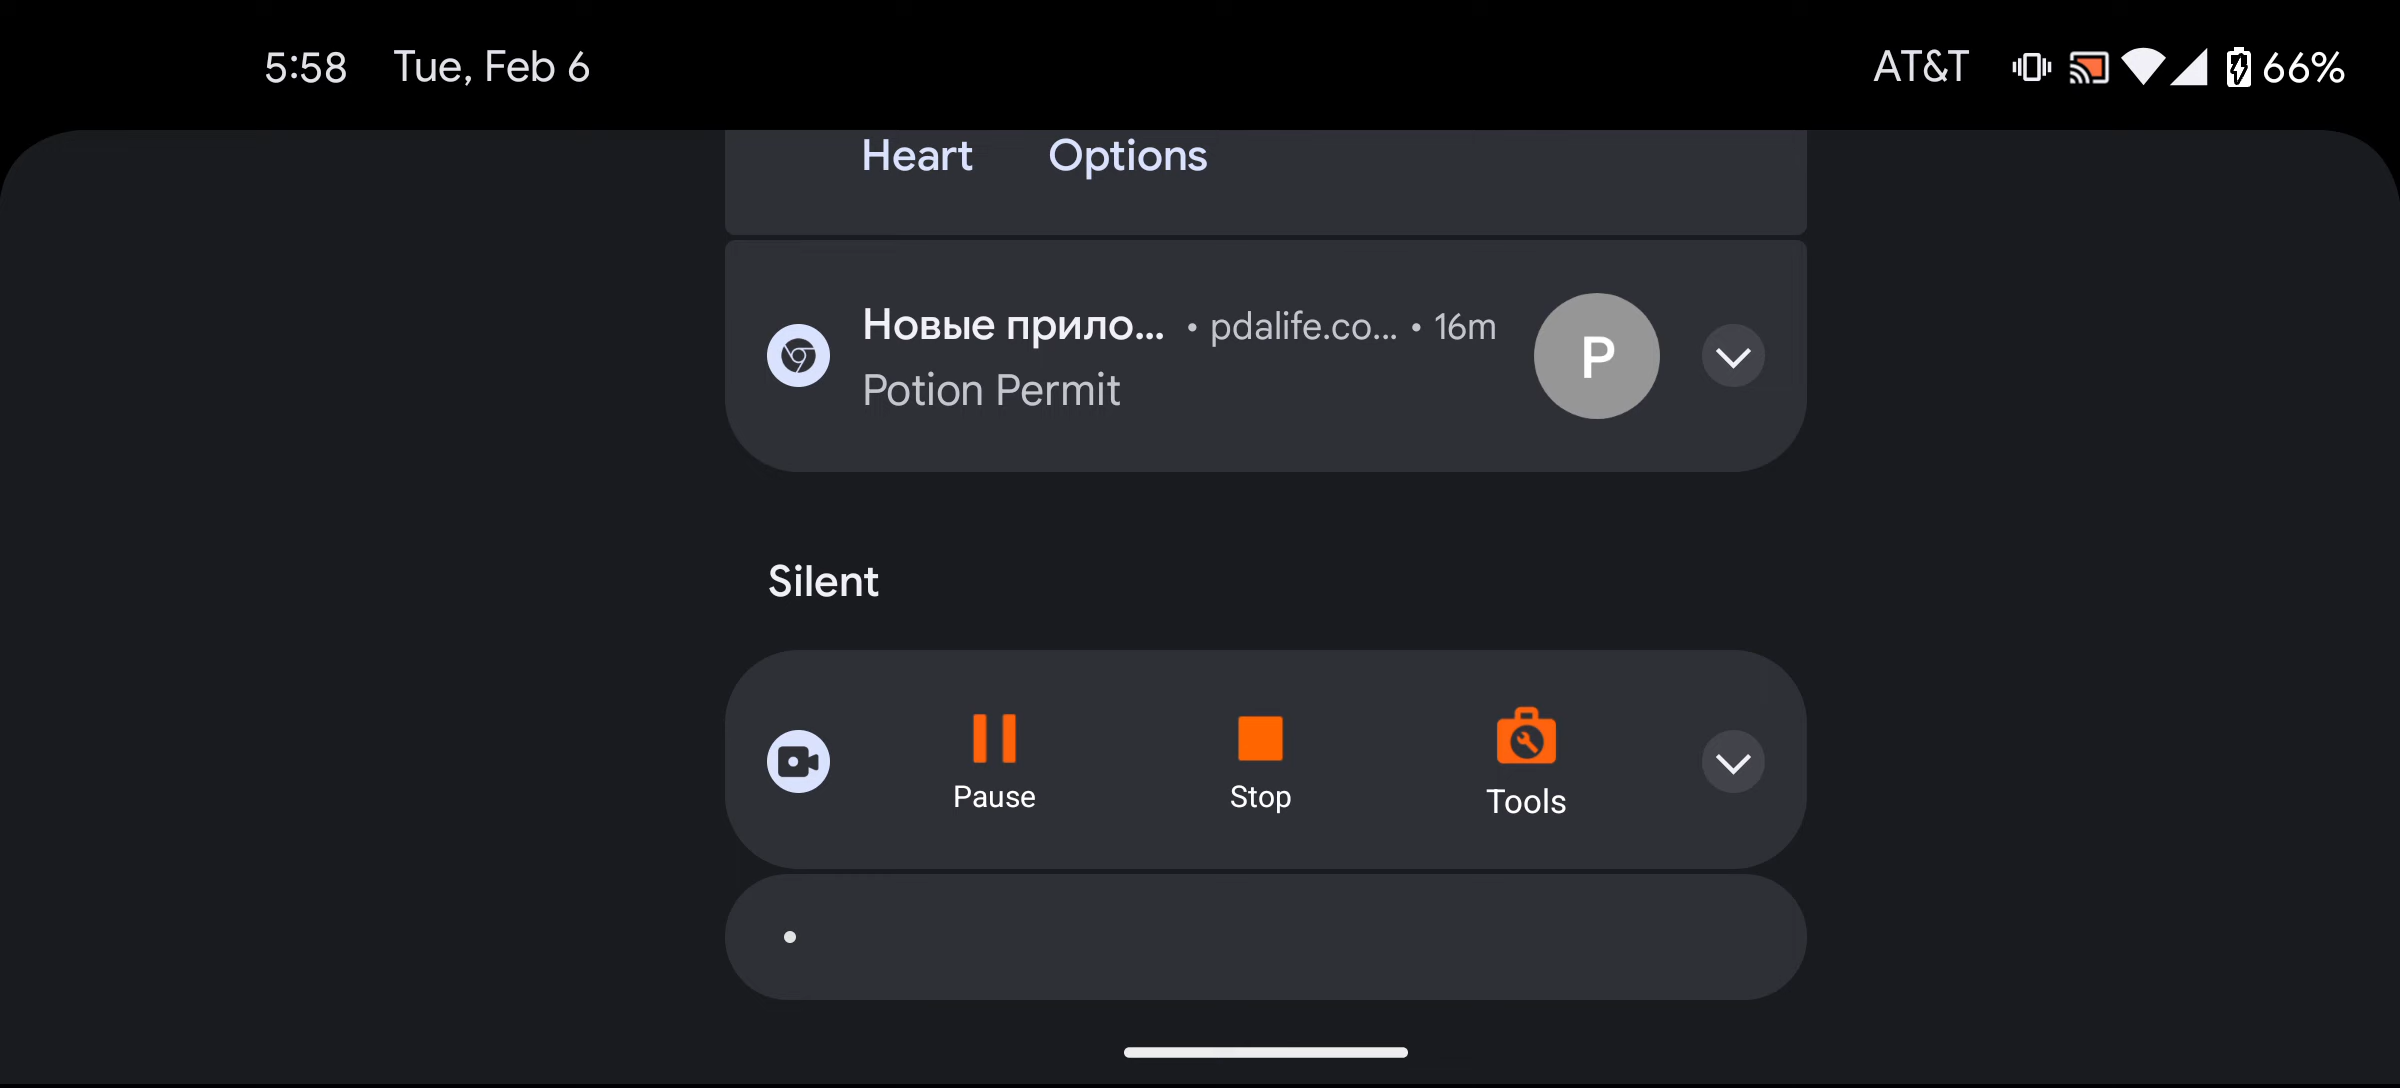 5:58 Tue, Feb 6 AT&T 66%
Heart Options
Новые прило... • pdalife.co... • 16m
P
Potion Permit
Silent
Pause Stop Tools